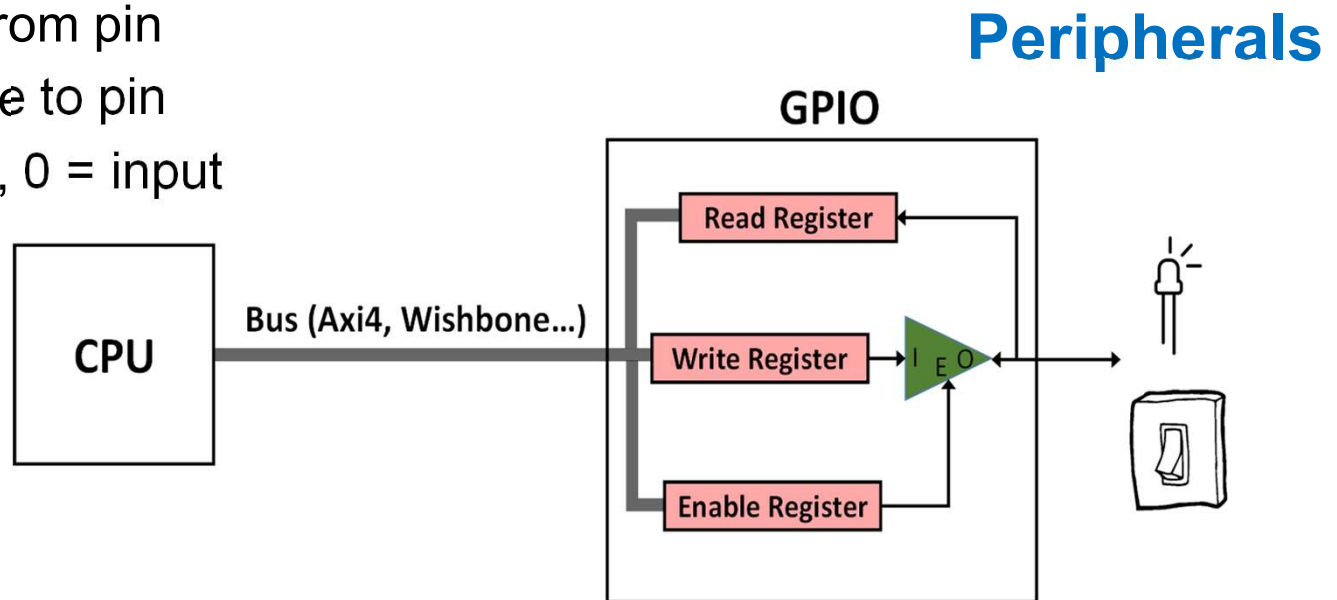 rom pin
e to pin
, 0 = input
Peripherals
GPIO
Read Register
CPU
Bus (Axi4, Wishbone...)
Write Register
I E O
Enable Register